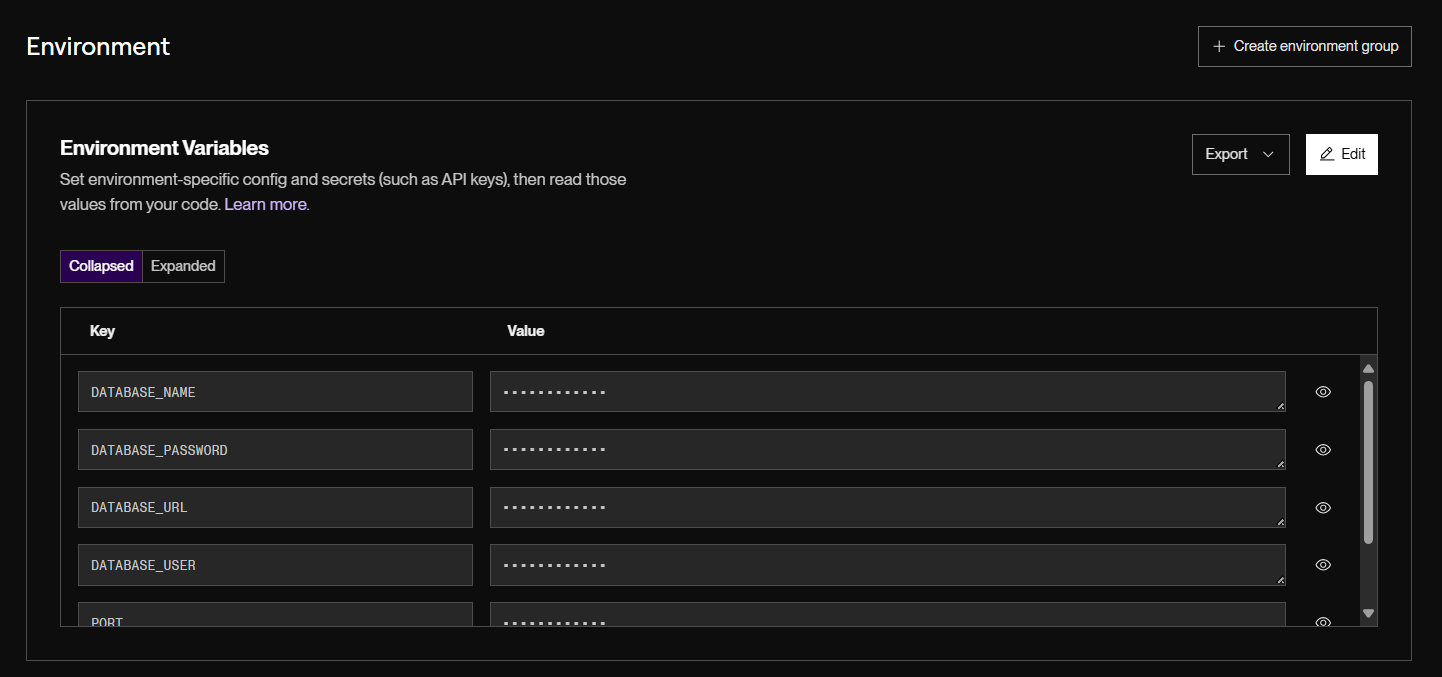 Environment
+ Create environment group
Environment Variables
Export
Edit
Set environment-specific config and secrets (such as API keys), then read those
values from your code. Learn more.
Collapsed Expanded
Key Value
DATABASE_NAME ••••••••••••
DATABASE_PASSWORD ••••••••••••
DATABASE_URL ••••••••••••
DATABASE_USER ••••••••••••
PORT ••••••••••••